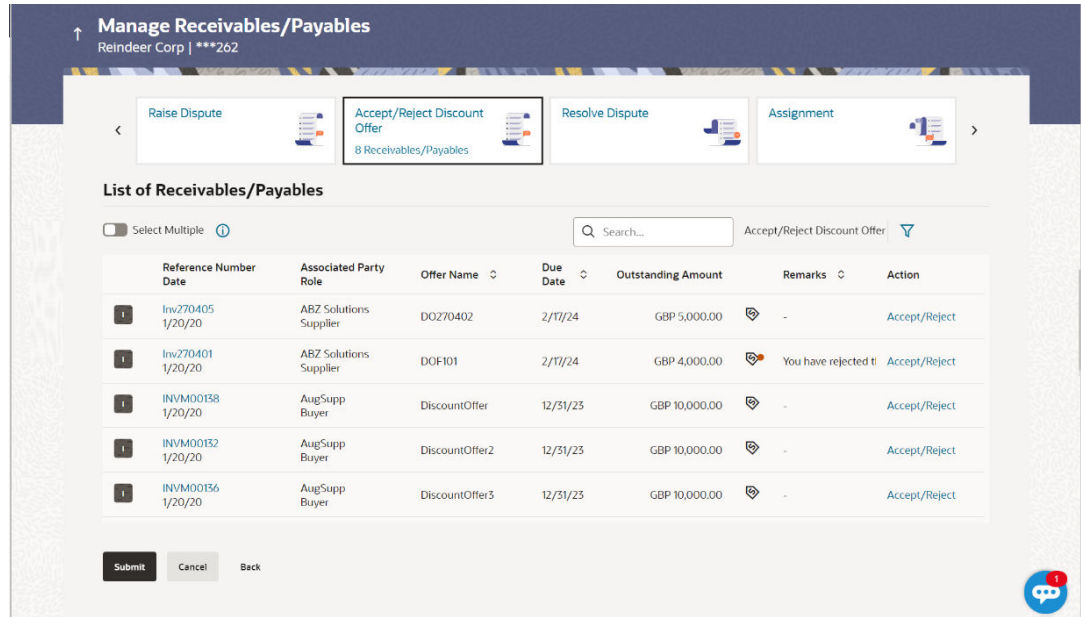 Manage Receivables/Payables
Reindeer Corp | ***262
Raise Dispute
Accept/Reject Discount
Offer
8 Receivables/Payables
Resolve Dispute
Assignment
List of Receivables/Payables
Select Multiple
Search...
Accept/Reject Discount Offer
Reference Number
Date
Associated Party
Role
Offer Name
Due
Date
Outstanding Amount
Remarks
Action
I
Inv270405
1/20/20
ABZ Solutions
Supplier
DO270402
2/17/24
GBP 5,000.00
-
Accept/Reject
I
Inv270401
1/20/20
ABZ Solutions
Supplier
DOF101
2/17/24
GBP 4,000.00
You have rejected tl
Accept/Reject
I
INVM00138
1/20/20
AugSupp
Buyer
DiscountOffer
12/31/23
GBP 10,000.00
-
Accept/Reject
I
INVM00132
1/20/20
AugSupp
Buyer
DiscountOffer2
12/31/23
GBP 10,000.00
-
Accept/Reject
I
INVM00136
1/20/20
AugSupp
Buyer
DiscountOffer3
12/31/23
GBP 10,000.00
-
Accept/Reject
Submit
Cancel
Back
1